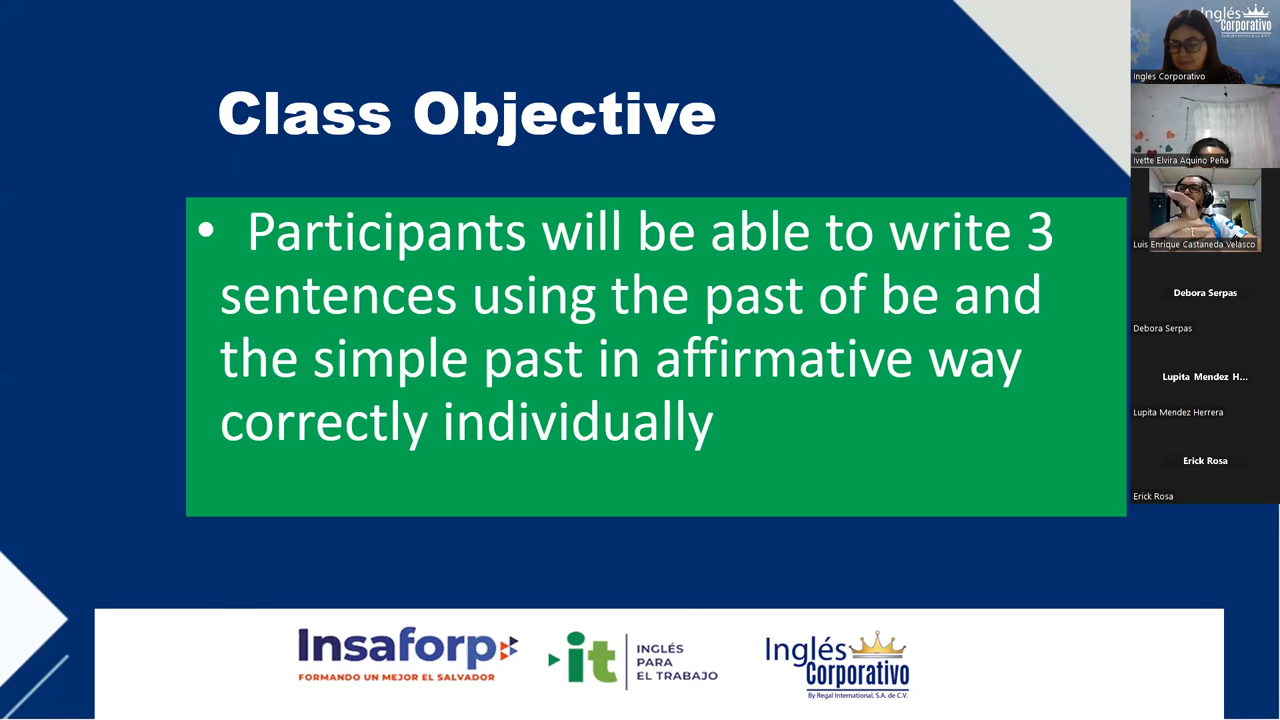 Class Objective
• Participants will be able to write 3
sentences using the past of be and
the simple past in affirmative way
correctly individually
Insaforp
FORMANDO UN MEJOR EL SALVADOR
it
INGLÉS
PARA
EL TRABAJO
Inglés
Corporativo
By Regal International, S.A. de C.V.
Inglés
Corporativo
Ingles Corporativo
Ivette Elvira Aquino Peña
Luis Enrique Castaneda Velasco
Debora Serpas
Debora Serpas
Lupita Mendez H...
Lupita Mendez Herrera
Erick Rosa
Erick Rosa